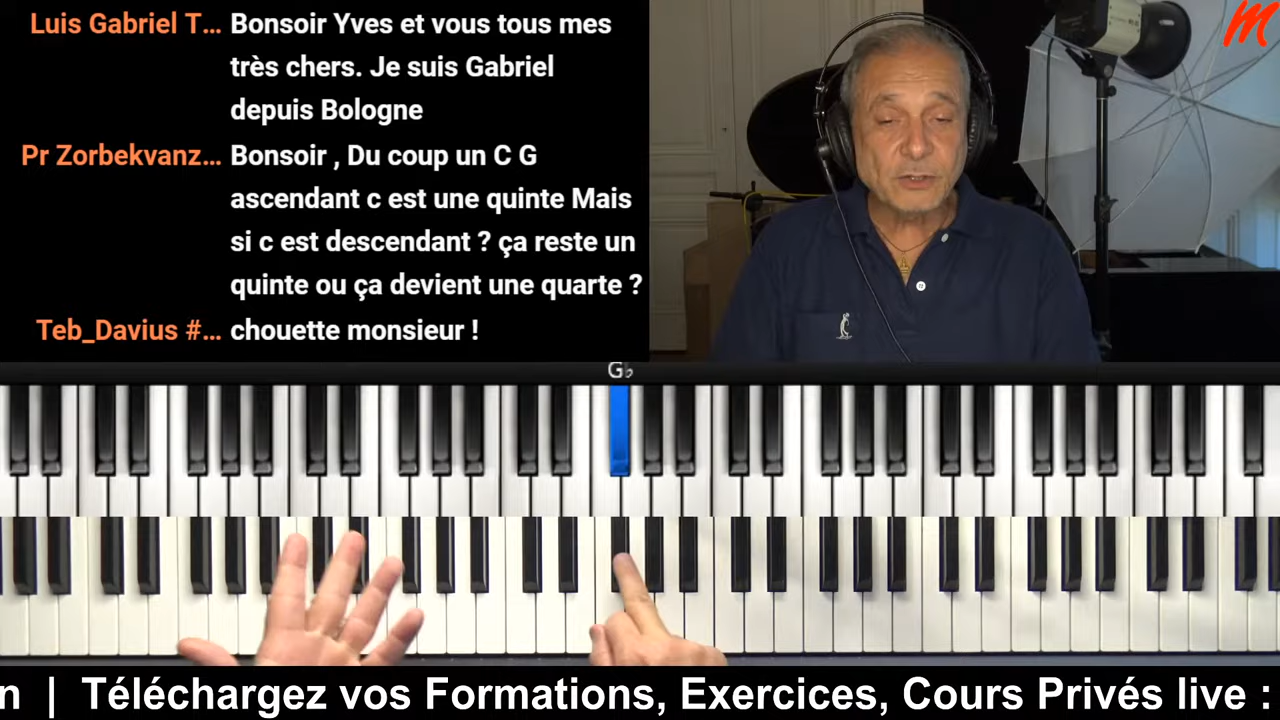 Luis Gabriel T… Bonsoir Yves et vous tous mes
très chers. Je suis Gabriel
depuis Bologne
Pr Zorbekvanz… Bonsoir , Du coup un C G
ascendant c est une quinte Mais
si c est descendant ? ça reste un
quinte ou ça devient une quarte ?
Teb_Davius #… chouette monsieur !
M
G♭
n | Téléchargez vos Formations, Exercices, Cours Privés live :